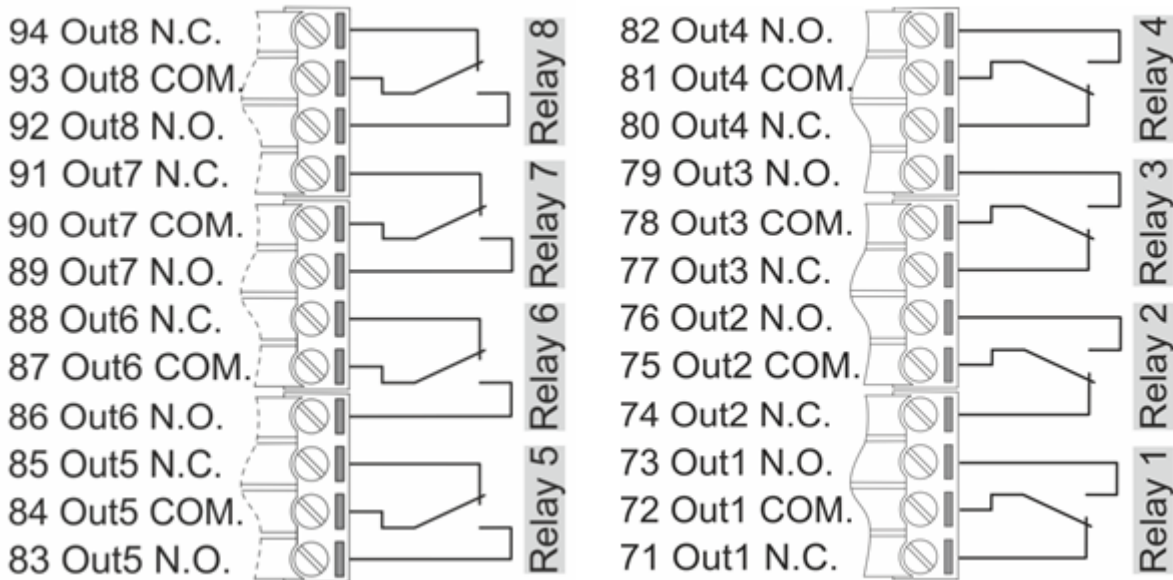 94 Out8 N.C.
93 Out8 COM.
92 Out8 N.O.
91 Out7 N.C.
90 Out7 COM.
89 Out7 N.O.
88 Out6 N.C.
87 Out6 COM.
86 Out6 N.O.
85 Out5 N.C.
84 Out5 COM.
83 Out5 N.O.
Relay 8
Relay 7
Relay 6
Relay 5
82 Out4 N.O.
81 Out4 COM.
80 Out4 N.C.
79 Out3 N.O.
78 Out3 COM.
77 Out3 N.C.
76 Out2 N.O.
75 Out2 COM.
74 Out2 N.C.
73 Out1 N.O.
72 Out1 COM.
71 Out1 N.C.
Relay 4
Relay 3
Relay 2
Relay 1